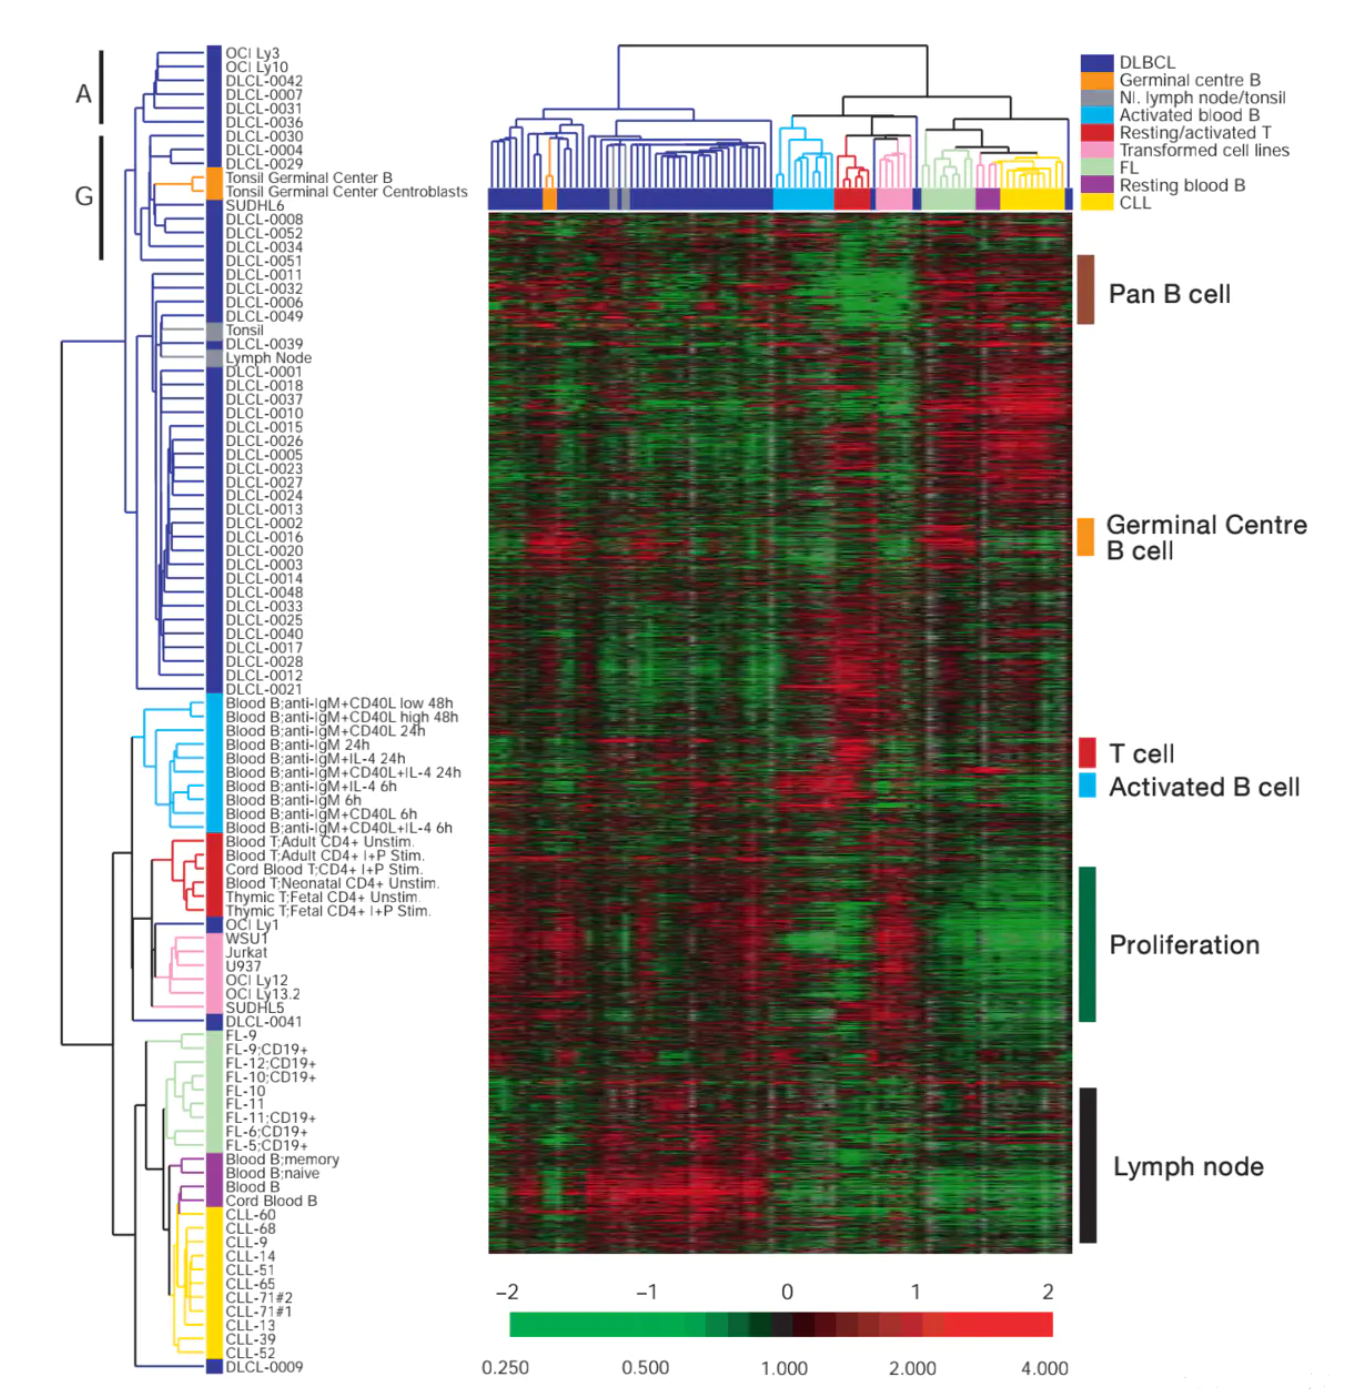 A
G
OCI Ly3
OCI Ly10
DLCL-0042
DLCL-0007
DLCL-0031
DLCL-0036
DLCL-0030
DLCL-0004
DLCL-0029
Tonsil Germinal Center B
Tonsil Germinal Center Centroblasts
SUDHL6
DLCL-0008
DLCL-0052
DLCL-0034
DLCL-0051
DLCL-0011
DLCL-0032
DLCL-0006
DLCL-0049
Tonsil
DLCL-0039
Lymph Node
DLCL-0001
DLCL-0018
DLCL-0037
DLCL-0010
DLCL-0015
DLCL-0026
DLCL-0005
DLCL-0023
DLCL-0027
DLCL-0024
DLCL-0013
DLCL-0002
DLCL-0016
DLCL-0020
DLCL-0003
DLCL-0014
DLCL-0048
DLCL-0033
DLCL-0025
DLCL-0040
DLCL-0017
DLCL-0028
DLCL-0012
DLCL-0021
Blood B;anti-IgM+CD40L low 48h
Blood B;anti-IgM+CD40L high 48h
Blood B;anti-IgM+CD40L 24h
Blood B;anti-IgM 24h
Blood B;anti-IgM+IL-4 24h
Blood B;anti-IgM+CD40L+IL-4 24h
Blood B;anti-IgM+IL-4 6h
Blood B;anti-IgM 6h
Blood B;anti-IgM+CD40L 6h
Blood B;anti-IgM+CD40L+IL-4 6h
Blood T;Adult CD4+ Unstim.
Blood T;Adult CD4+ I+P Stim.
Cord Blood T;CD4+ I+P Stim.
Blood T;Neonatal CD4+ Unstim.
Thymic T;Fetal CD4+ Unstim.
Thymic T;Fetal CD4+ I+P Stim.
OCI Ly1
WSU1
Jurkat
U937
OCI Ly12
OCI Ly13.2
SUDHL5
DLCL-0041
FL-9
FL-9;CD19+
FL-12;CD19+
FL-10;CD19+
FL-10
FL-11
FL-11;CD19+
FL-6;CD19+
FL-5;CD19+
Blood B;memory
Blood B;naive
Blood B
Cord Blood B
CLL-60
CLL-68
CLL-9
CLL-14
CLL-51
CLL-65
CLL-71#2
CLL-71#1
CLL-13
CLL-39
CLL-52
DLCL-0009
DLBCL
Germinal centre B
Nl. lymph node/tonsil
Activated blood B
Resting/activated T
Transformed cell lines
FL
Resting blood B
CLL
Pan B cell
Germinal Centre
B cell
T cell
Activated B cell
Proliferation
Lymph node
–2 –1 0 1 2
0.250 0.500 1.000 2.000 4.000